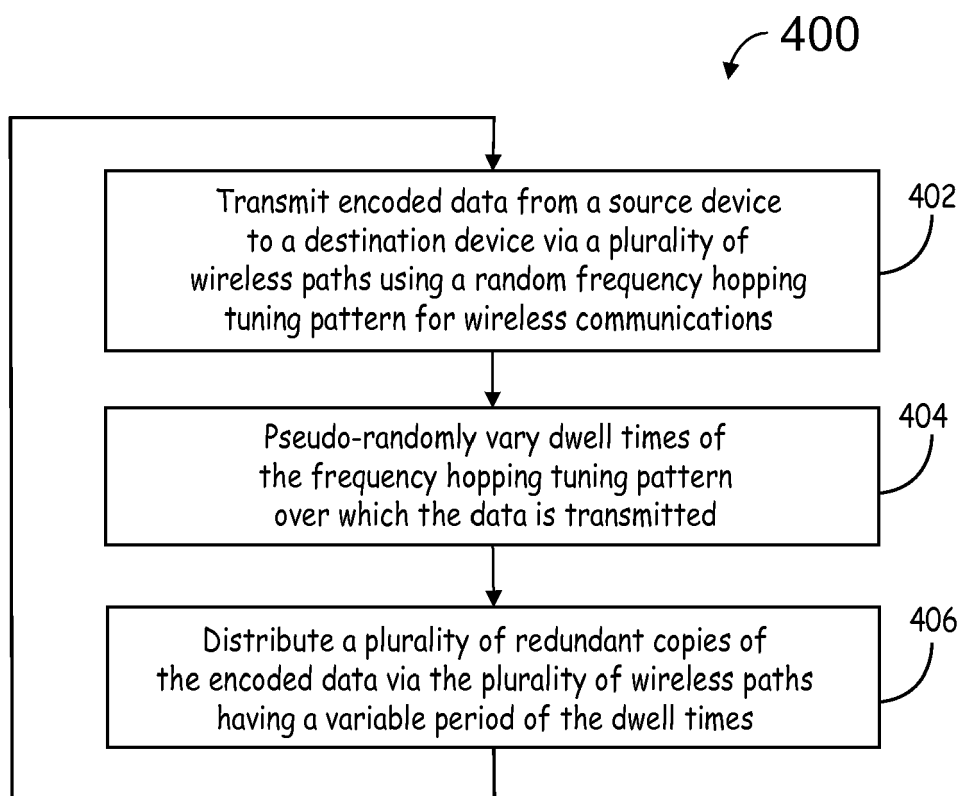 400
Transmit encoded data from a source device
to a destination device via a plurality of
wireless paths using a random frequency hopping
tuning pattern for wireless communications
402
Pseudo-randomly vary dwell times of
the frequency hopping tuning pattern
over which the data is transmitted
404
Distribute a plurality of redundant copies of
the encoded data via the plurality of wireless paths
having a variable period of the dwell times
406